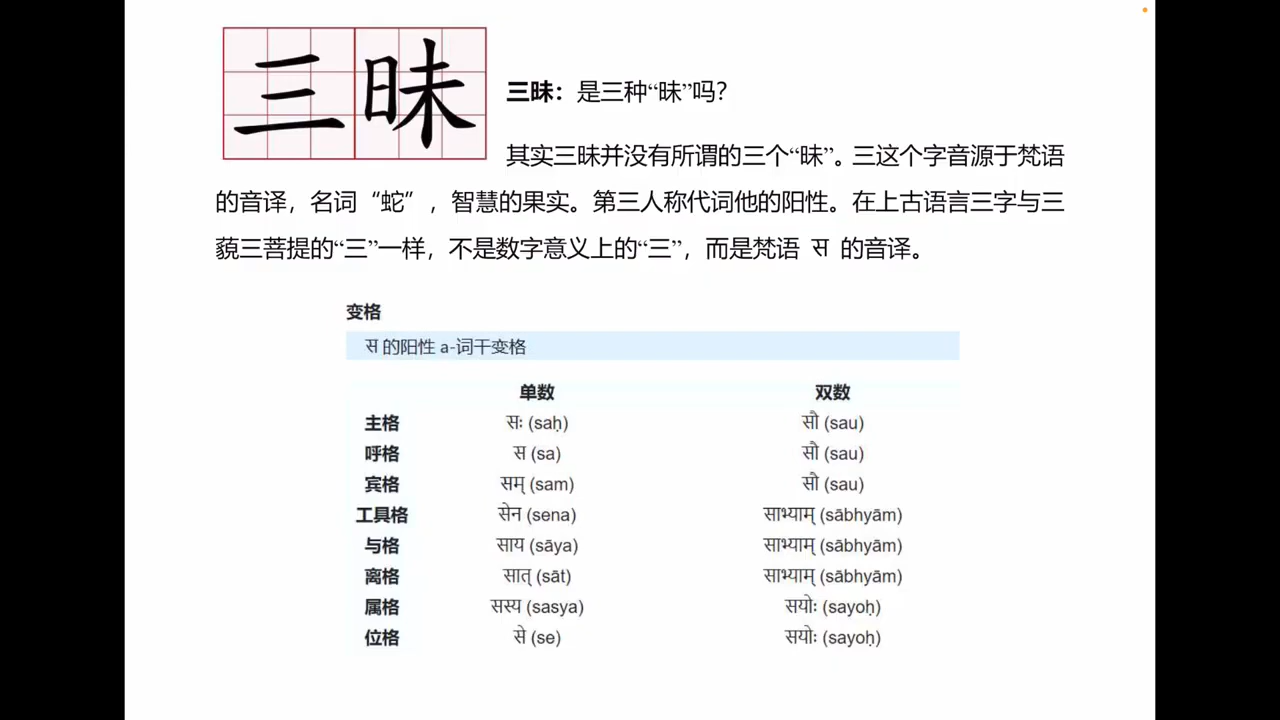 三昧
三昧：是三种“昧”吗？
其实三昧并没有所谓的三个“昧”。三这个字音源于梵语
的音译，名词“蛇”，智慧的果实。第三人称代词他的阳性。在上古语言三字与三
藐三菩提的“三”一样，不是数字意义上的“三”，而是梵语 स 的音译。
变格
स 的阳性 a-词干变格
单数 双数
主格 सः (saḥ) सौ (sau)
呼格 स (sa) सौ (sau)
宾格 सम् (sam) सौ (sau)
工具格 सेन (sena) साभ्याम् (sābhyām)
与格 साय (sāya) साभ्याम् (sābhyām)
离格 सात् (sāt) साभ्याम् (sābhyām)
属格 सस्य (sasya) सयोः (sayoḥ)
位格 से (se) सयोः (sayoḥ)